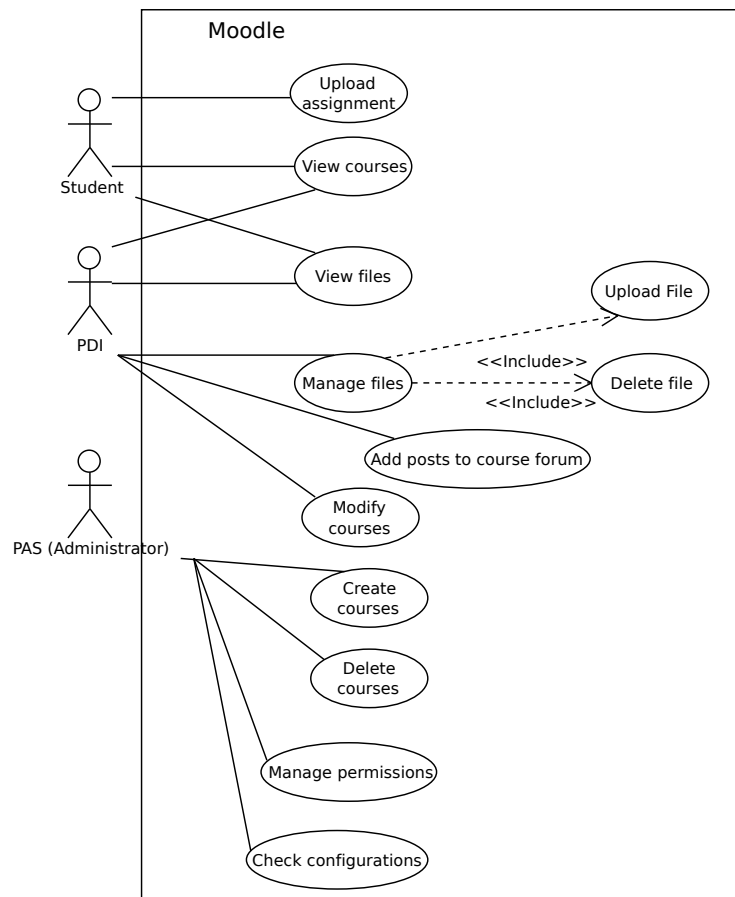 Moodle
Upload
assignment
View courses
Student
View files
Upload File
PDI
<<Include>>
Manage files
Delete file
<<Include>>
Add posts to course forum
Modify
courses
PAS (Administrator)
Create
courses
Delete
courses
Manage permissions
Check configurations